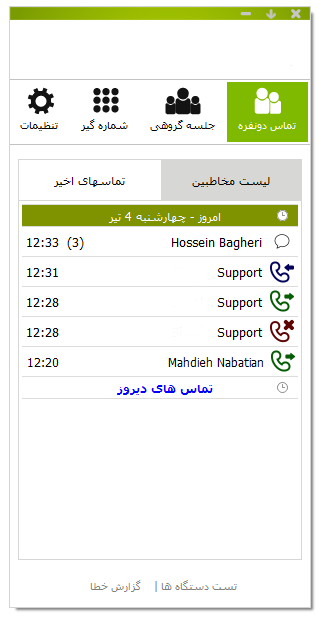 تماس دونفره
جلسه گروهی
شماره گیر
تنظیمات
لیست مخاطبین
تماسهای اخیر
امروز - چهارشنبه 4 تیر
Hossein Bagheri (3) 12:33
Support 12:31
Support 12:28
Support 12:28
Mahdieh Nabatian 12:20
تماس های دیروز
تست دستگاه ها | گزارش خطا